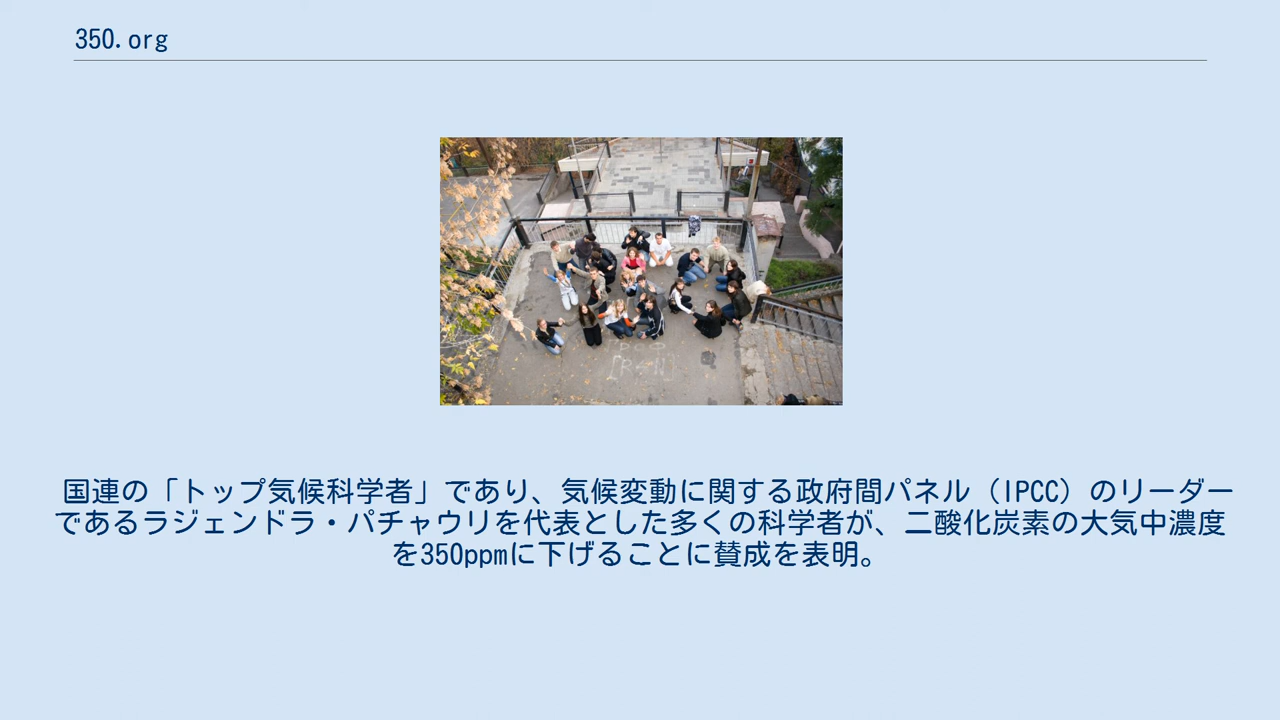 350.org
国連の「トップ気候科学者」であり、気候変動に関する政府間パネル（IPCC）のリーダー
であるラジェンドラ・パチャウリを代表とした多くの科学者が、二酸化炭素の大気中濃度
を350ppmに下げることに賛成を表明。